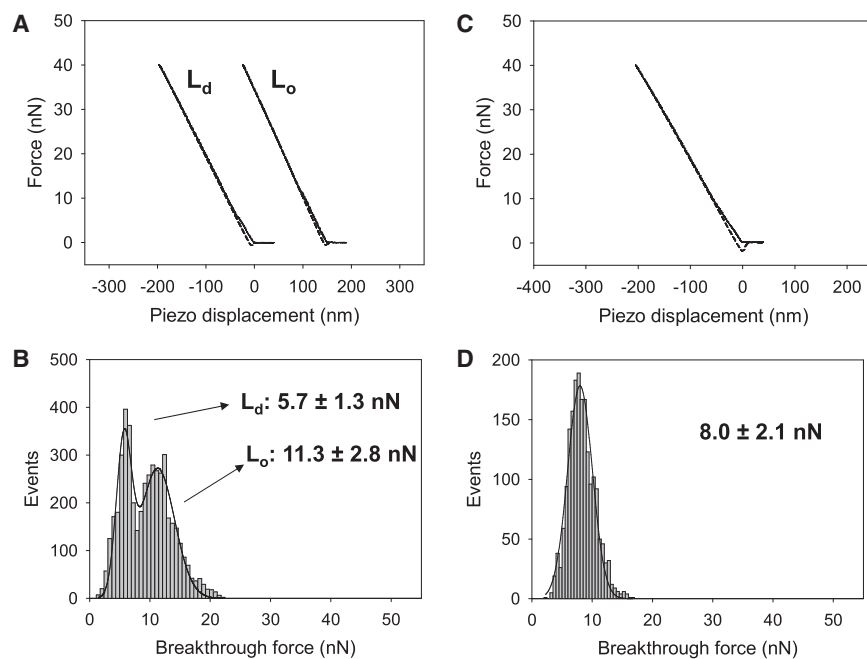 A
50
40
30
20
10
0
Force (nN)
L_d
L_o
-300 -200 -100 0 100 200 300
Piezo displacement (nm)
C
50
40
30
20
10
0
Force (nN)
-400 -300 -200 -100 0 100 200
Piezo displacement (nm)
B
500
400
300
200
100
0
Events
L_d: 5.7 ± 1.3 nN
L_o: 11.3 ± 2.8 nN
0 10 20 30 40 50
Breakthrough force (nN)
D
200
150
100
50
0
Events
8.0 ± 2.1 nN
0 10 20 30 40 50
Breakthrough force (nN)